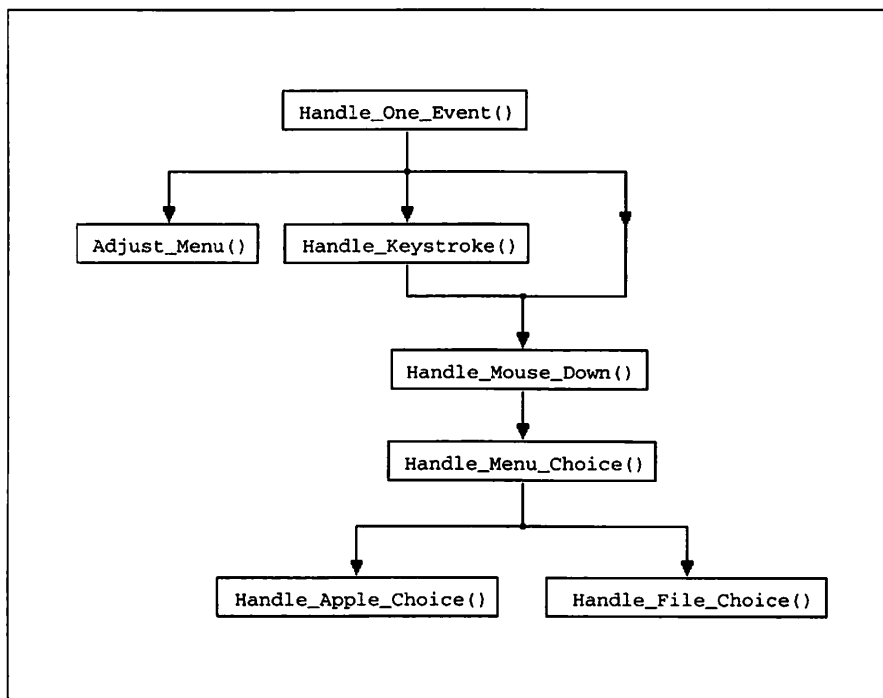 Handle_One_Event()
Adjust_Menu()
Handle_Keystroke()
Handle_Mouse_Down()
Handle_Menu_Choice()
Handle_Apple_Choice()
Handle_File_Choice()